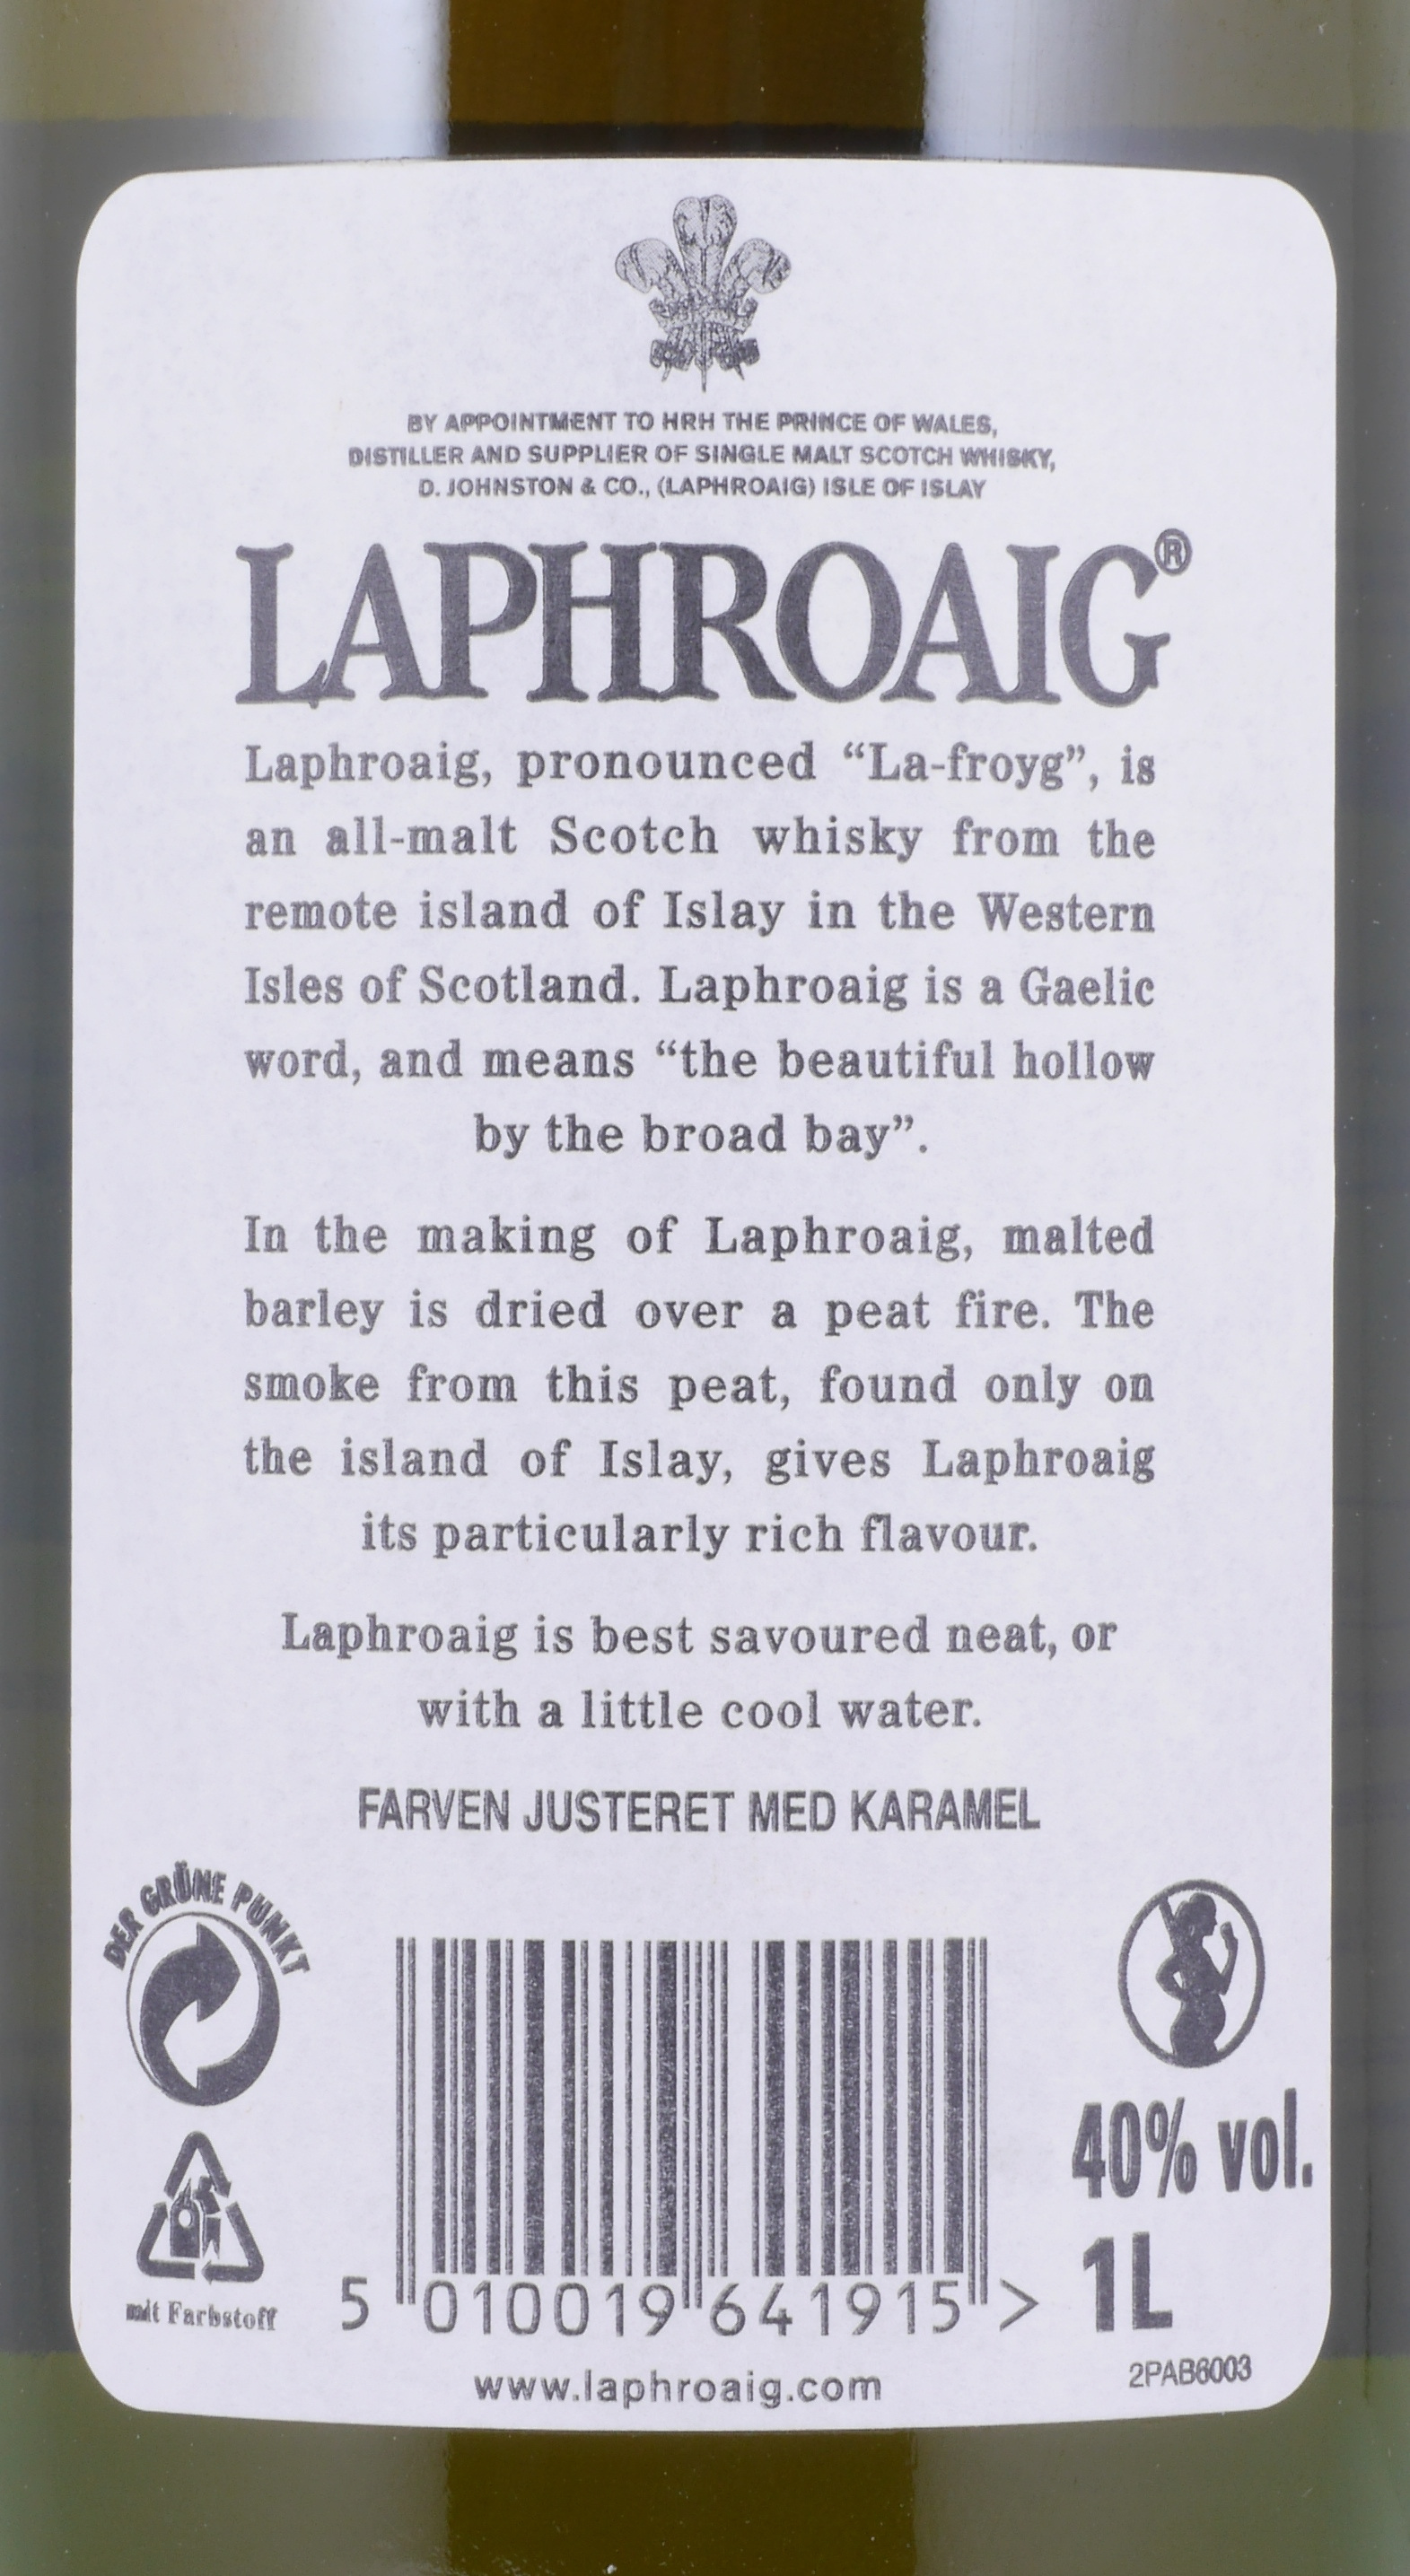 BY APPOINTMENT TO HRH THE PRINCE OF WALES,
DISTILLER AND SUPPLIER OF SINGLE MALT SCOTCH WHISKY,
D. JOHNSTON & CO., (LAPHROAIG) ISLE OF ISLAY
LAPHROAIG®
Laphroaig, pronounced “La-froyg”, is
an all-malt Scotch whisky from the
remote island of Islay in the Western
Isles of Scotland. Laphroaig is a Gaelic
word, and means “the beautiful hollow
by the broad bay”.
In the making of Laphroaig, malted
barley is dried over a peat fire. The
smoke from this peat, found only on
the island of Islay, gives Laphroaig
its particularly rich flavour.
Laphroaig is best savoured neat, or
with a little cool water.
FARVEN JUSTERET MED KARAMEL
DER GRÜNE PUNKT
mit Farbstoff
5 010019 641915 >
40% vol.
1L
www.laphroaig.com
2PAB6003